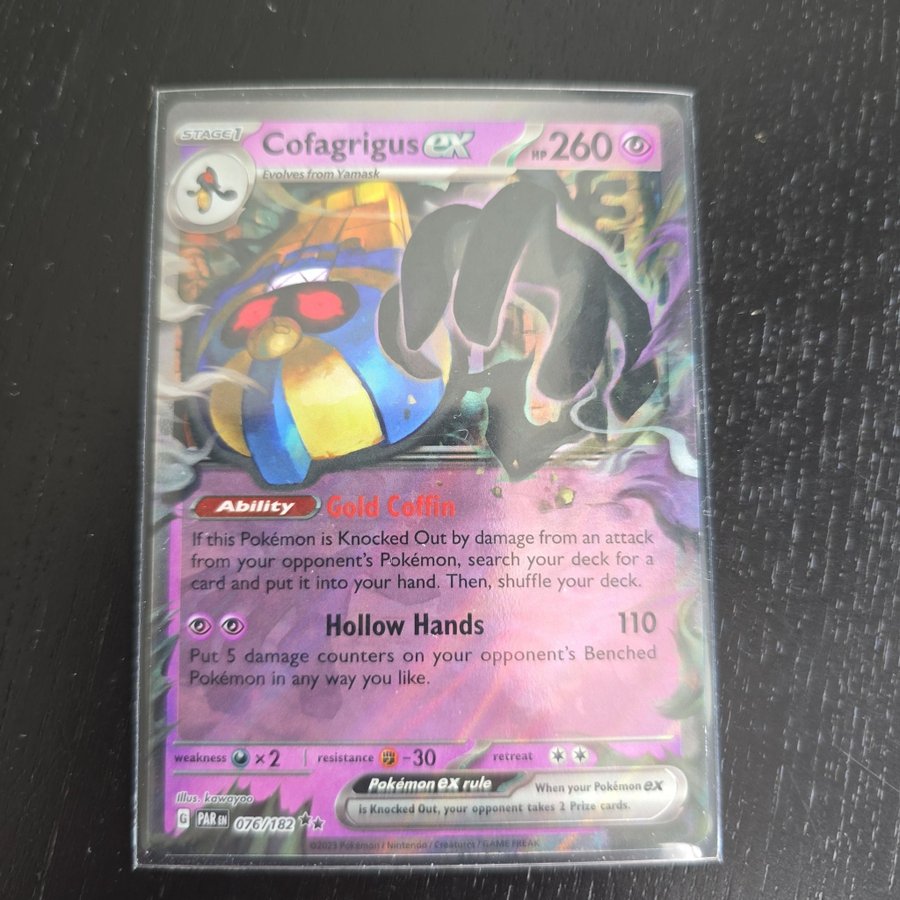 STAGE 1 Cofagrigus ex HP 260
Evolves from Yamask
Ability Gold Coffin
If this Pokémon is Knocked Out by damage from an attack
from your opponent's Pokémon, search your deck for a
card and put it into your hand. Then, shuffle your deck.
Hollow Hands 110
Put 5 damage counters on your opponent's Benched
Pokémon in any way you like.
weakness ×2 resistance -30 retreat
Pokémon ex rule When your Pokémon ex
is Knocked Out, your opponent takes 2 Prize cards.
Illus. kawayoo
G PAR EN 076/182
©2023 Pokémon / Nintendo / Creatures / GAME FREAK